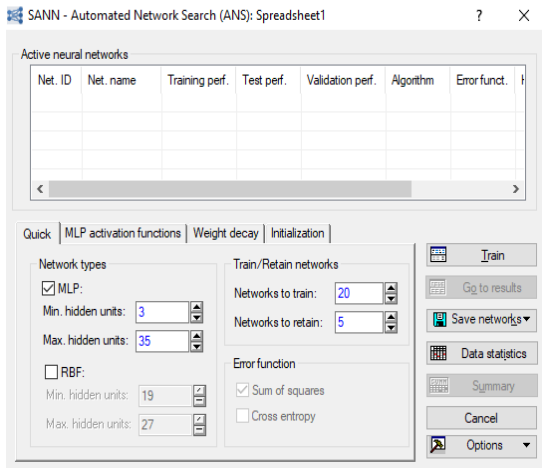 SANN - Automated Network Search (ANS): Spreadsheet1 ? X
Active neural networks
Net. ID Net. name Training perf. Test perf. Validation perf. Algorithm Error funct. H
Quick MLP activation functions Weight decay Initialization
Network types
MLP:
Min. hidden units: 3
Max. hidden units: 35
RBF:
Min. hidden units: 19
Max. hidden units: 27
Train/Retain networks
Networks to train: 20
Networks to retain: 5
Error function
Sum of squares
Cross entropy
Train
Go to results
Save networks
Data statistics
Summary
Cancel
Options